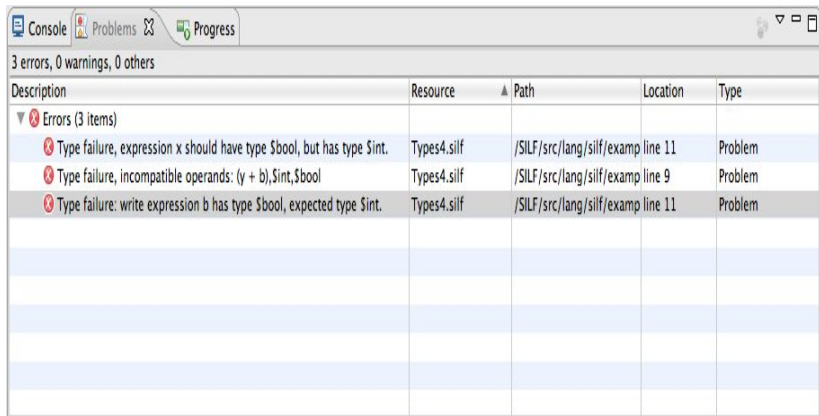 Console Problems Progress
3 errors, 0 warnings, 0 others
Description Resource Path Location Type
Errors (3 items)
Type failure, expression x should have type $bool, but has type $int. Types4.silf /SILF/src/lang/silf/examp line 11 Problem
Type failure, incompatible operands: (y + b),$int,$bool Types4.silf /SILF/src/lang/silf/examp line 9 Problem
Type failure: write expression b has type $bool, expected type $int. Types4.silf /SILF/src/lang/silf/examp line 11 Problem